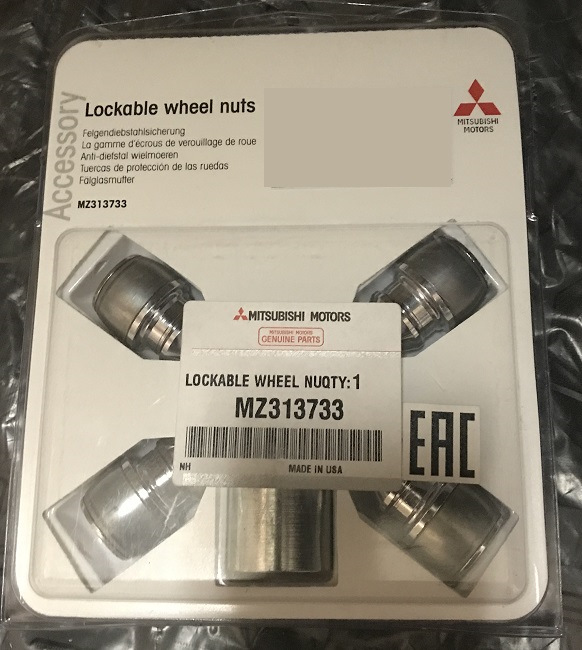 Accessory
Lockable wheel nuts
Felgendiebstahlsicherung
La gamme d'écrous de verouillage de roue
Anti-diefstal wielmoeren
Tuercas de protección de las ruedas
Fälglasmutter
MZ313733
MITSUBISHI
MOTORS
MITSUBISHI MOTORS
MITSUBISHI MOTORS
GENUINE PARTS
LOCKABLE WHEEL NUQTY:1
MZ313733
NH MADE IN USA
EAC